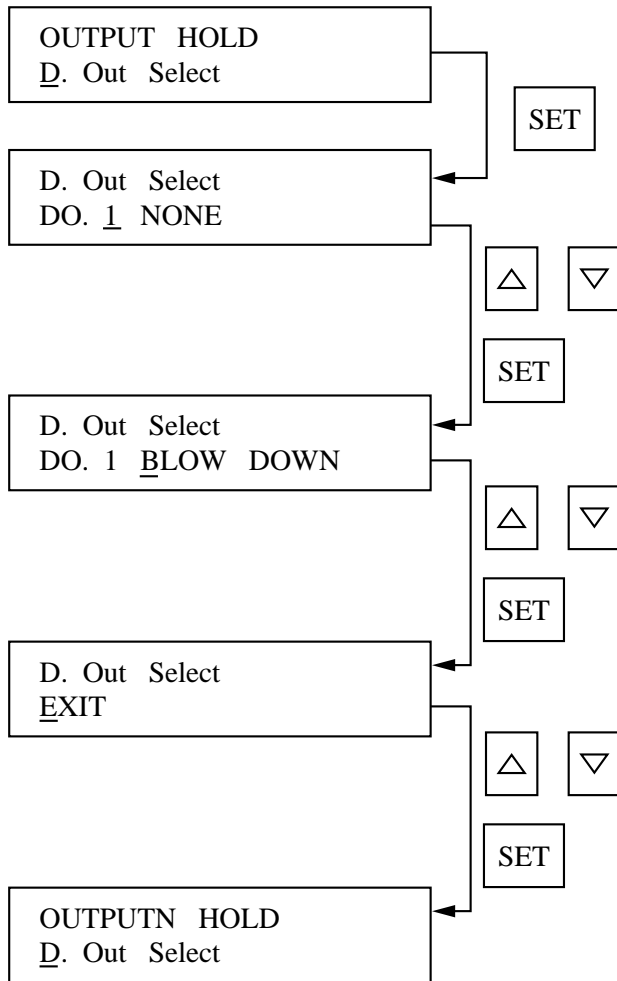 OUTPUT HOLD
D. Out Select
SET
D. Out Select
DO. 1 NONE
SET
D. Out Select
DO. 1 BLOW DOWN
SET
D. Out Select
EXIT
SET
OUTPUTN HOLD
D. Out Select